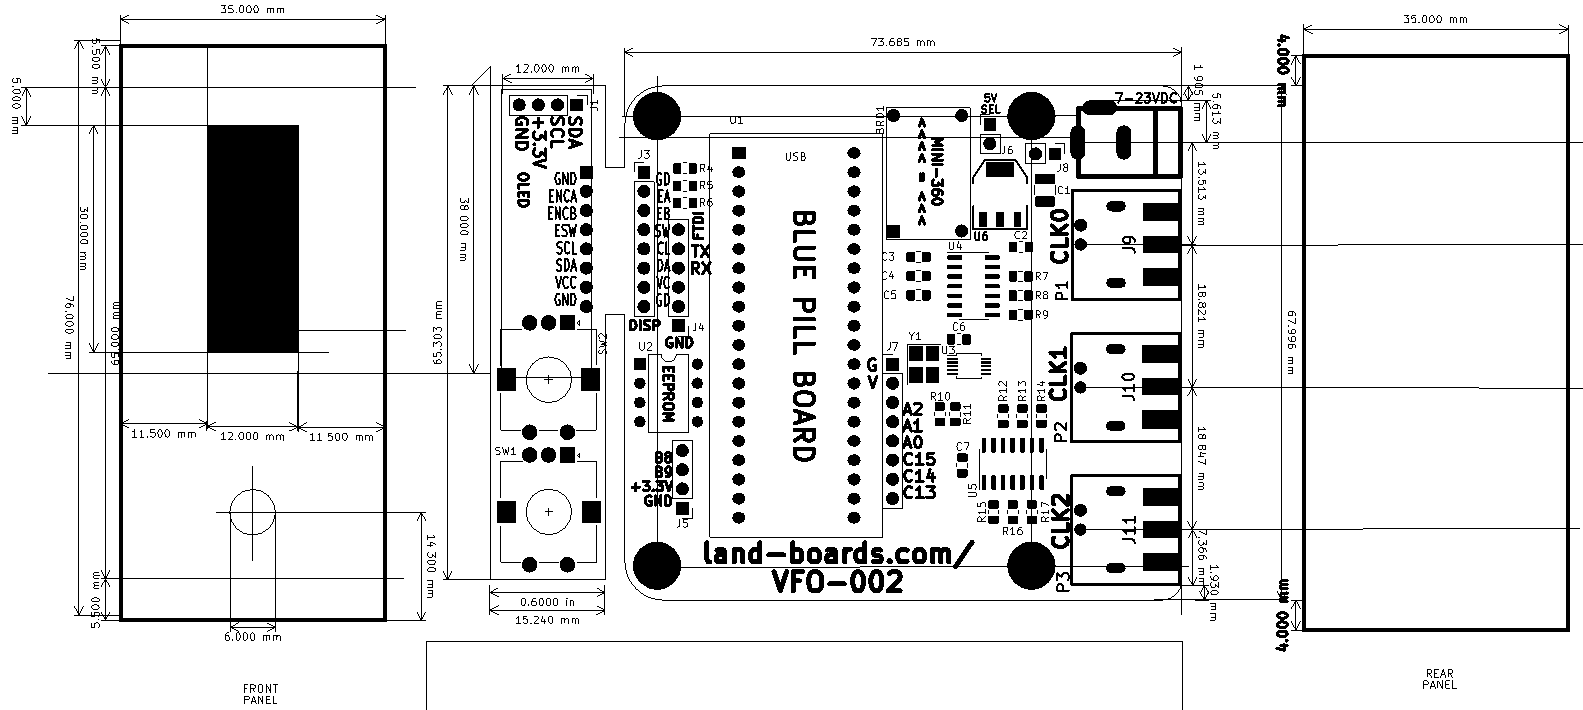 35.000 mm
5.500 mm
5.000 mm
30.000 mm
76.000 mm
65.000 mm
11.500 mm
12.000 mm
11.500 mm
14.300 mm
5.500 mm
6.000 mm
FRONT
PANEL
12.000 mm
38.000 mm
65.303 mm
J1
SDA
SCL
+3.3V
GND
OLED
GND
ENCA
ENCB
ESW
SCL
SDA
VCC
GND
SW2
SW1
0.6000 in
15.240 mm
73.685 mm
J3
GD
EA
EB
SW
CL
DA
VC
GD
DISP
R4
R5
R6
FTDI
TX
RX
J4
GND
U2
EEPROM
B8
B9
+3.3V
GND
J5
U1
USB
BLUE PILL BOARD
BRD1
MINI-360
5V
SEL
J6
J8
7-23VDC
U6
C1
C2
U4
C3
C4
C5
R7
R8
R9
C6
Y1
U3
J7
G
V
A2
A1
A0
C15
C14
C13
R10
R11
R12
R13
R14
C7
U5
R15
R16
R17
CLK0
J9
P1
CLK1
J10
P2
CLK2
J11
P3
land-boards.com/
VFO-002
1.905 mm
5.613 mm
13.513 mm
18.821 mm
18.847 mm
7.366 mm
1.930 mm
67.996 mm
35.000 mm
4.000 mm
4.000 mm
REAR
PANEL